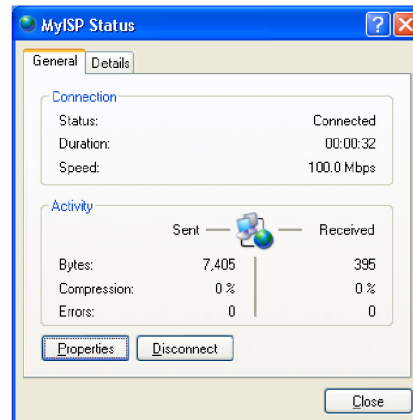 MyISP Status
General Details
Connection
Status: Connected
Duration: 00:00:32
Speed: 100.0 Mbps
Activity
Sent Received
Bytes: 7,405 395
Compression: 0 % 0 %
Errors: 0 0
Properties Disconnect
Close